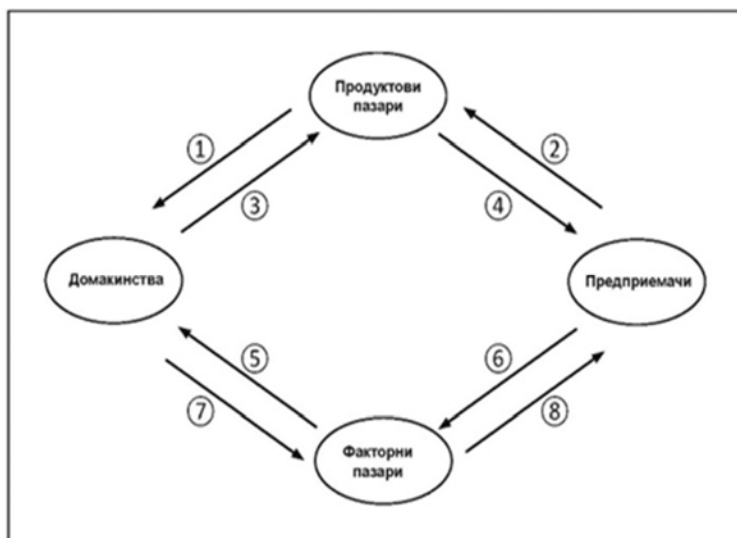 Продуктови
пазари
①
②
③
④
Домакинства
Предприемачи
⑤
⑥
⑦
⑧
Факторни
пазари